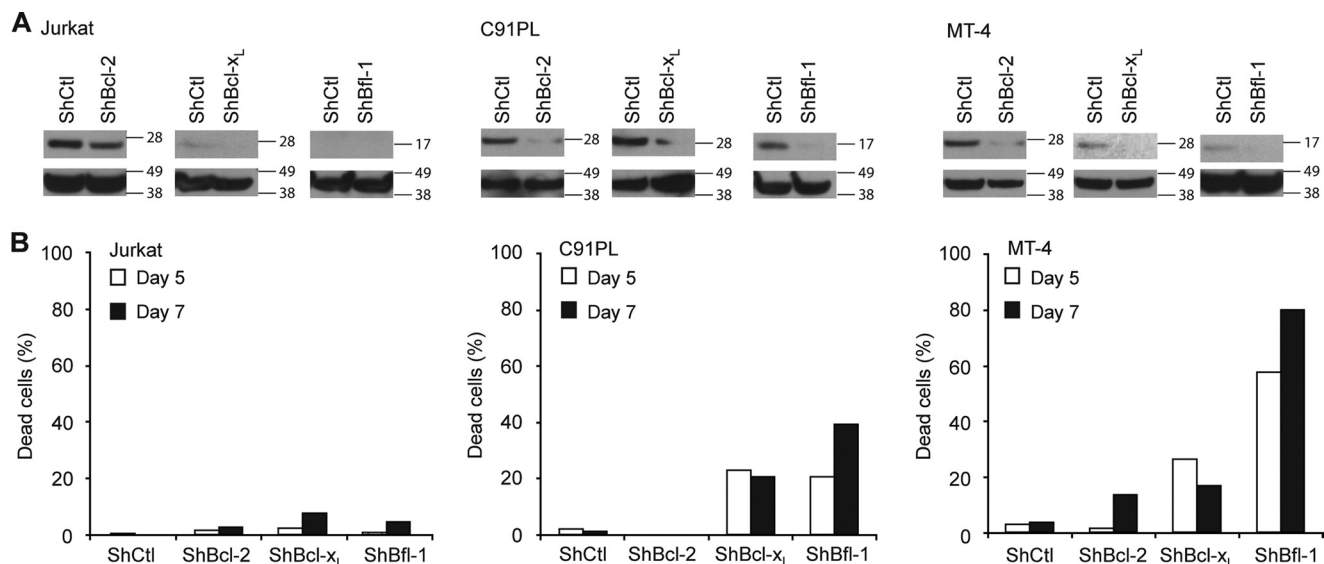 A Jurkat C91PL MT-4
ShCtl ShBcl-2 ShCtl ShBcl-xL ShCtl ShBfl-1 ShCtl ShBcl-2 ShCtl ShBcl-xL ShCtl ShBfl-1 ShCtl ShBcl-2 ShCtl ShBcl-xL ShCtl ShBfl-1
28 28 17 28 28 17 28 28 17
49 49 49 49 49 49 49 49 49
38 38 38 38 38 38 38 38 38
B
100
80
60
40
20
0
Dead cells (%)
Jurkat
Day 5
Day 7
ShCtl ShBcl-2 ShBcl-xL ShBfl-1
100
80
60
40
20
0
Dead cells (%)
C91PL
Day 5
Day 7
ShCtl ShBcl-2 ShBcl-xL ShBfl-1
100
80
60
40
20
0
Dead cells (%)
MT-4
Day 5
Day 7
ShCtl ShBcl-2 ShBcl-xL ShBfl-1